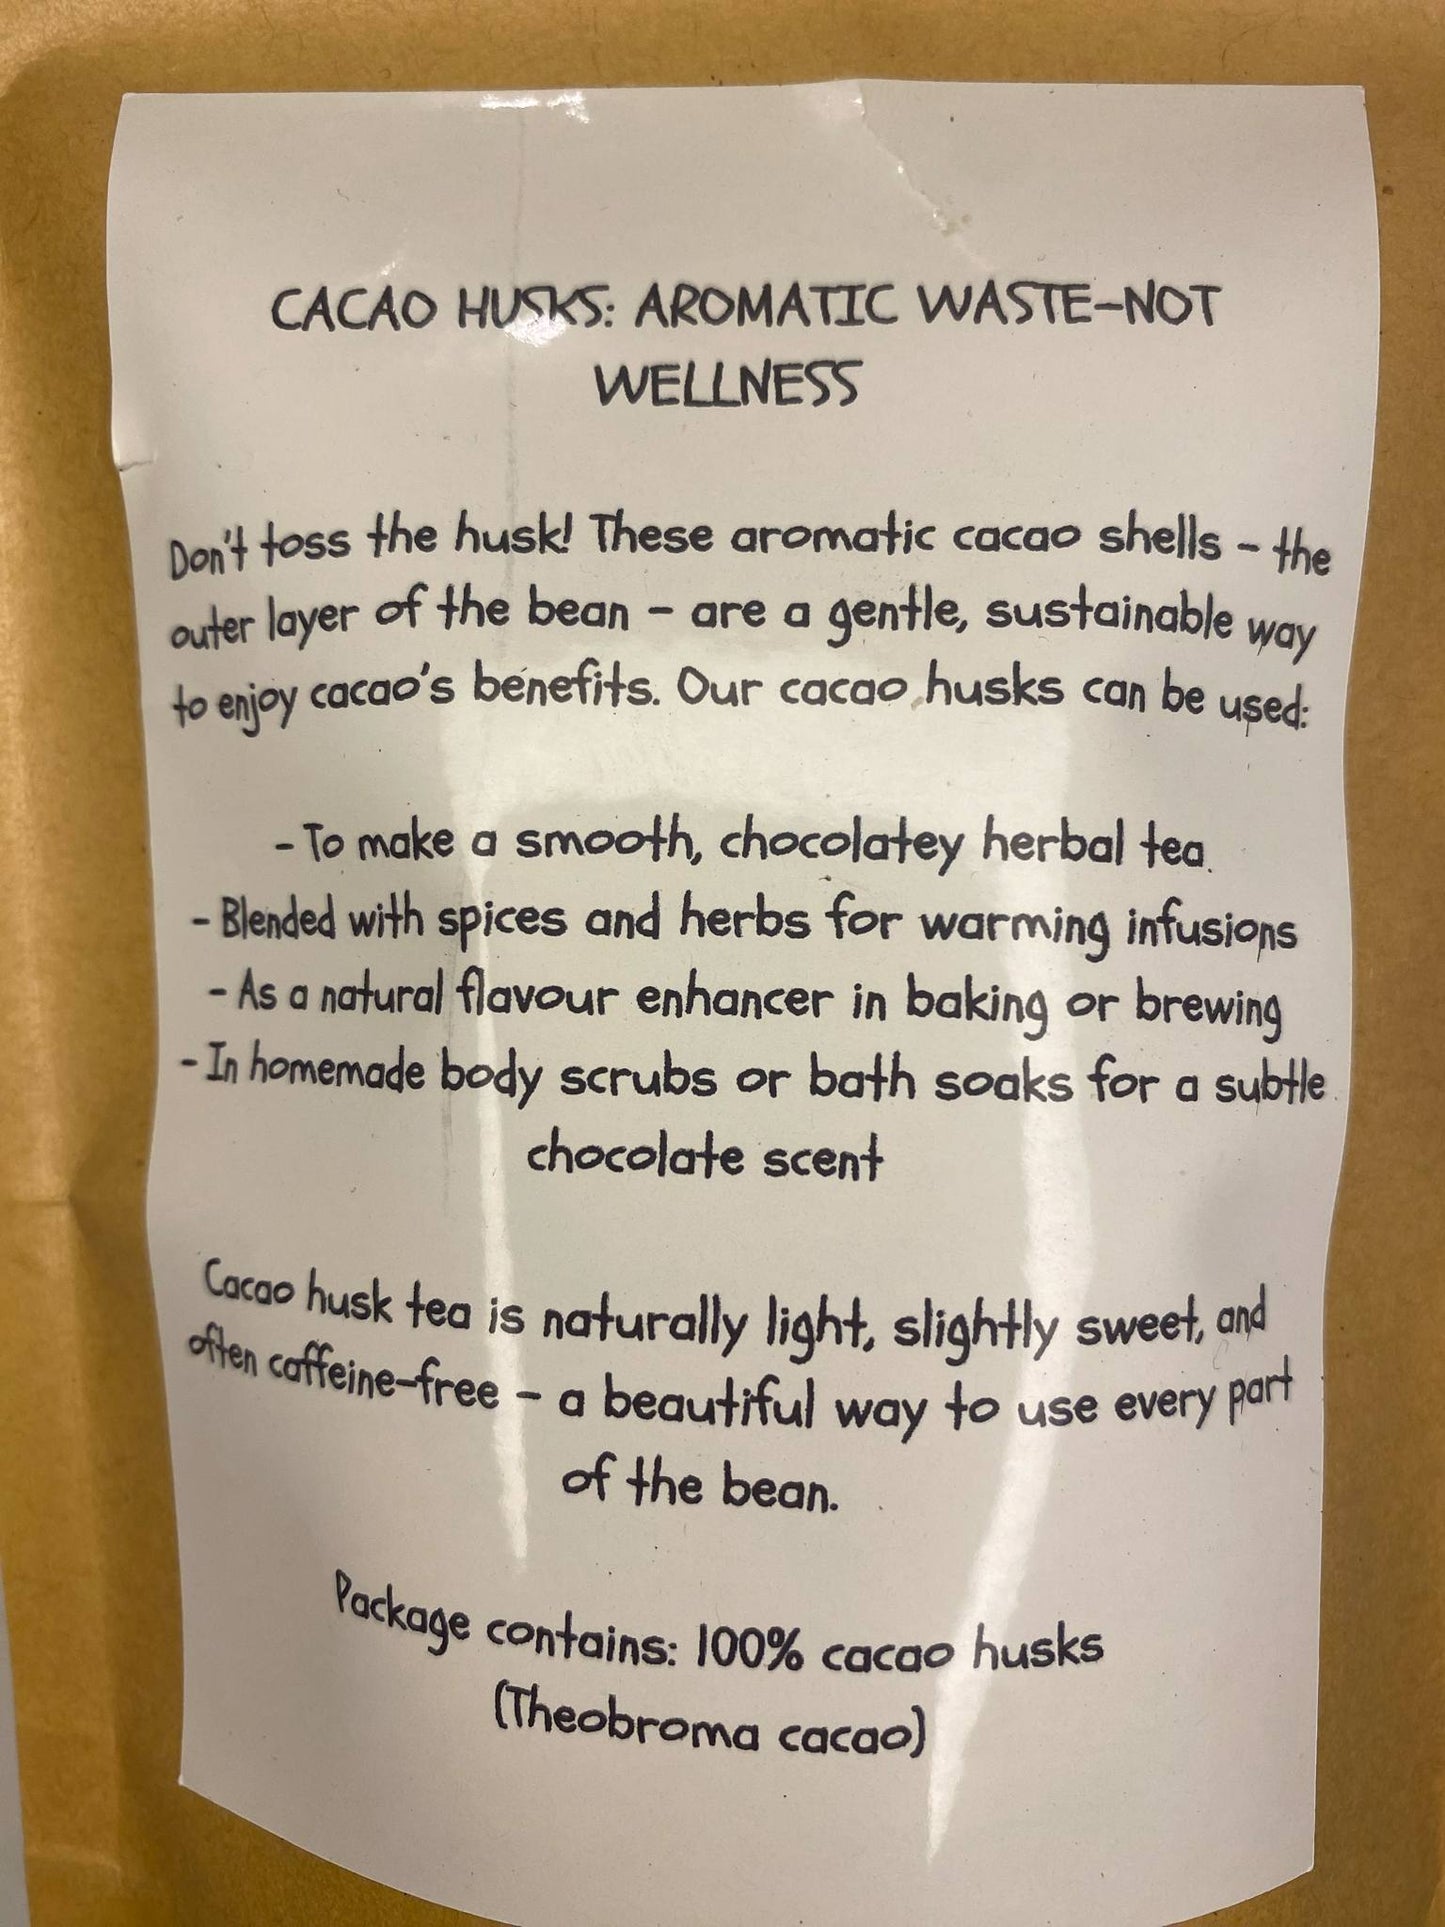 CACAO HUSKS: AROMATIC WASTE-NOT
WELLNESS
Don't toss the husk! These aromatic cacao shells - the
outer layer of the bean - are a gentle, sustainable way
to enjoy cacao's benefits. Our cacao husks can be used:
- To make a smooth, chocolatey herbal tea
- Blended with spices and herbs for warming infusions
- As a natural flavour enhancer in baking or brewing
- In homemade body scrubs or bath soaks for a subtle
chocolate scent
Cacao husk tea is naturally light, slightly sweet, and
often caffeine-free - a beautiful way to use every part
of the bean.
Package contains: 100% cacao husks
(Theobroma cacao)